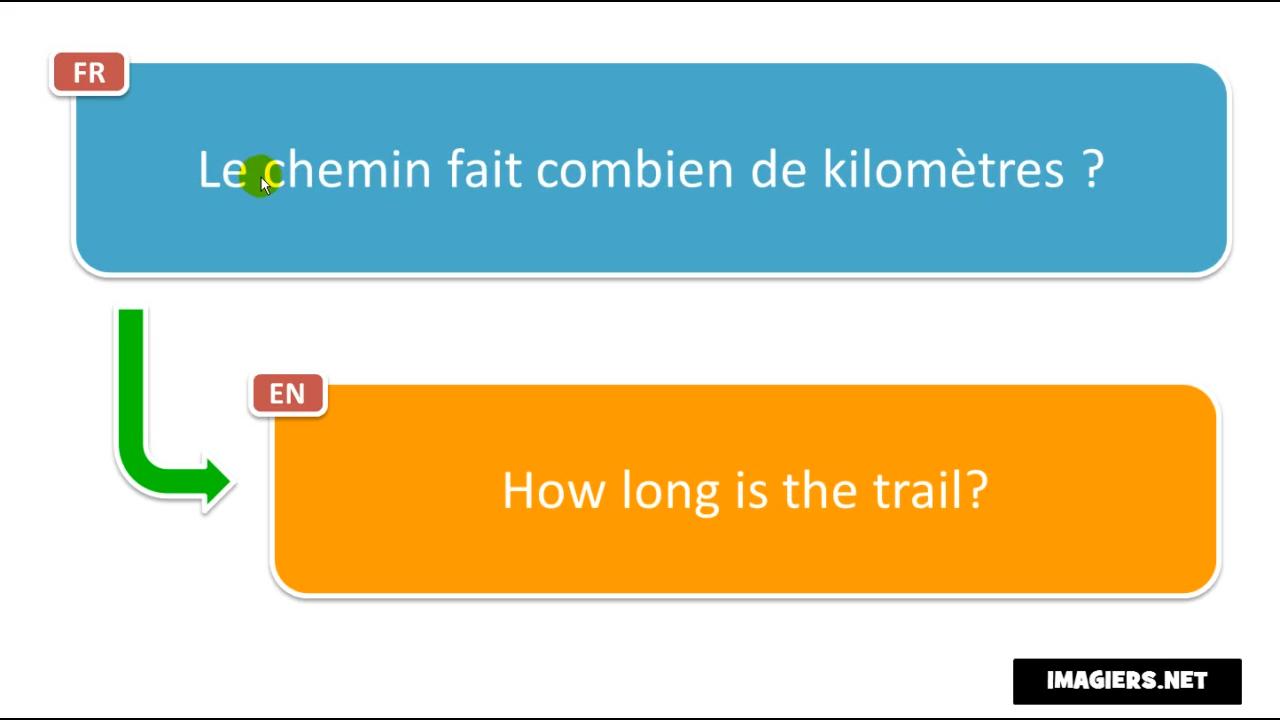 FR
Le chemin fait combien de kilomètres ?
EN
How long is the trail?
IMAGIERS.NET